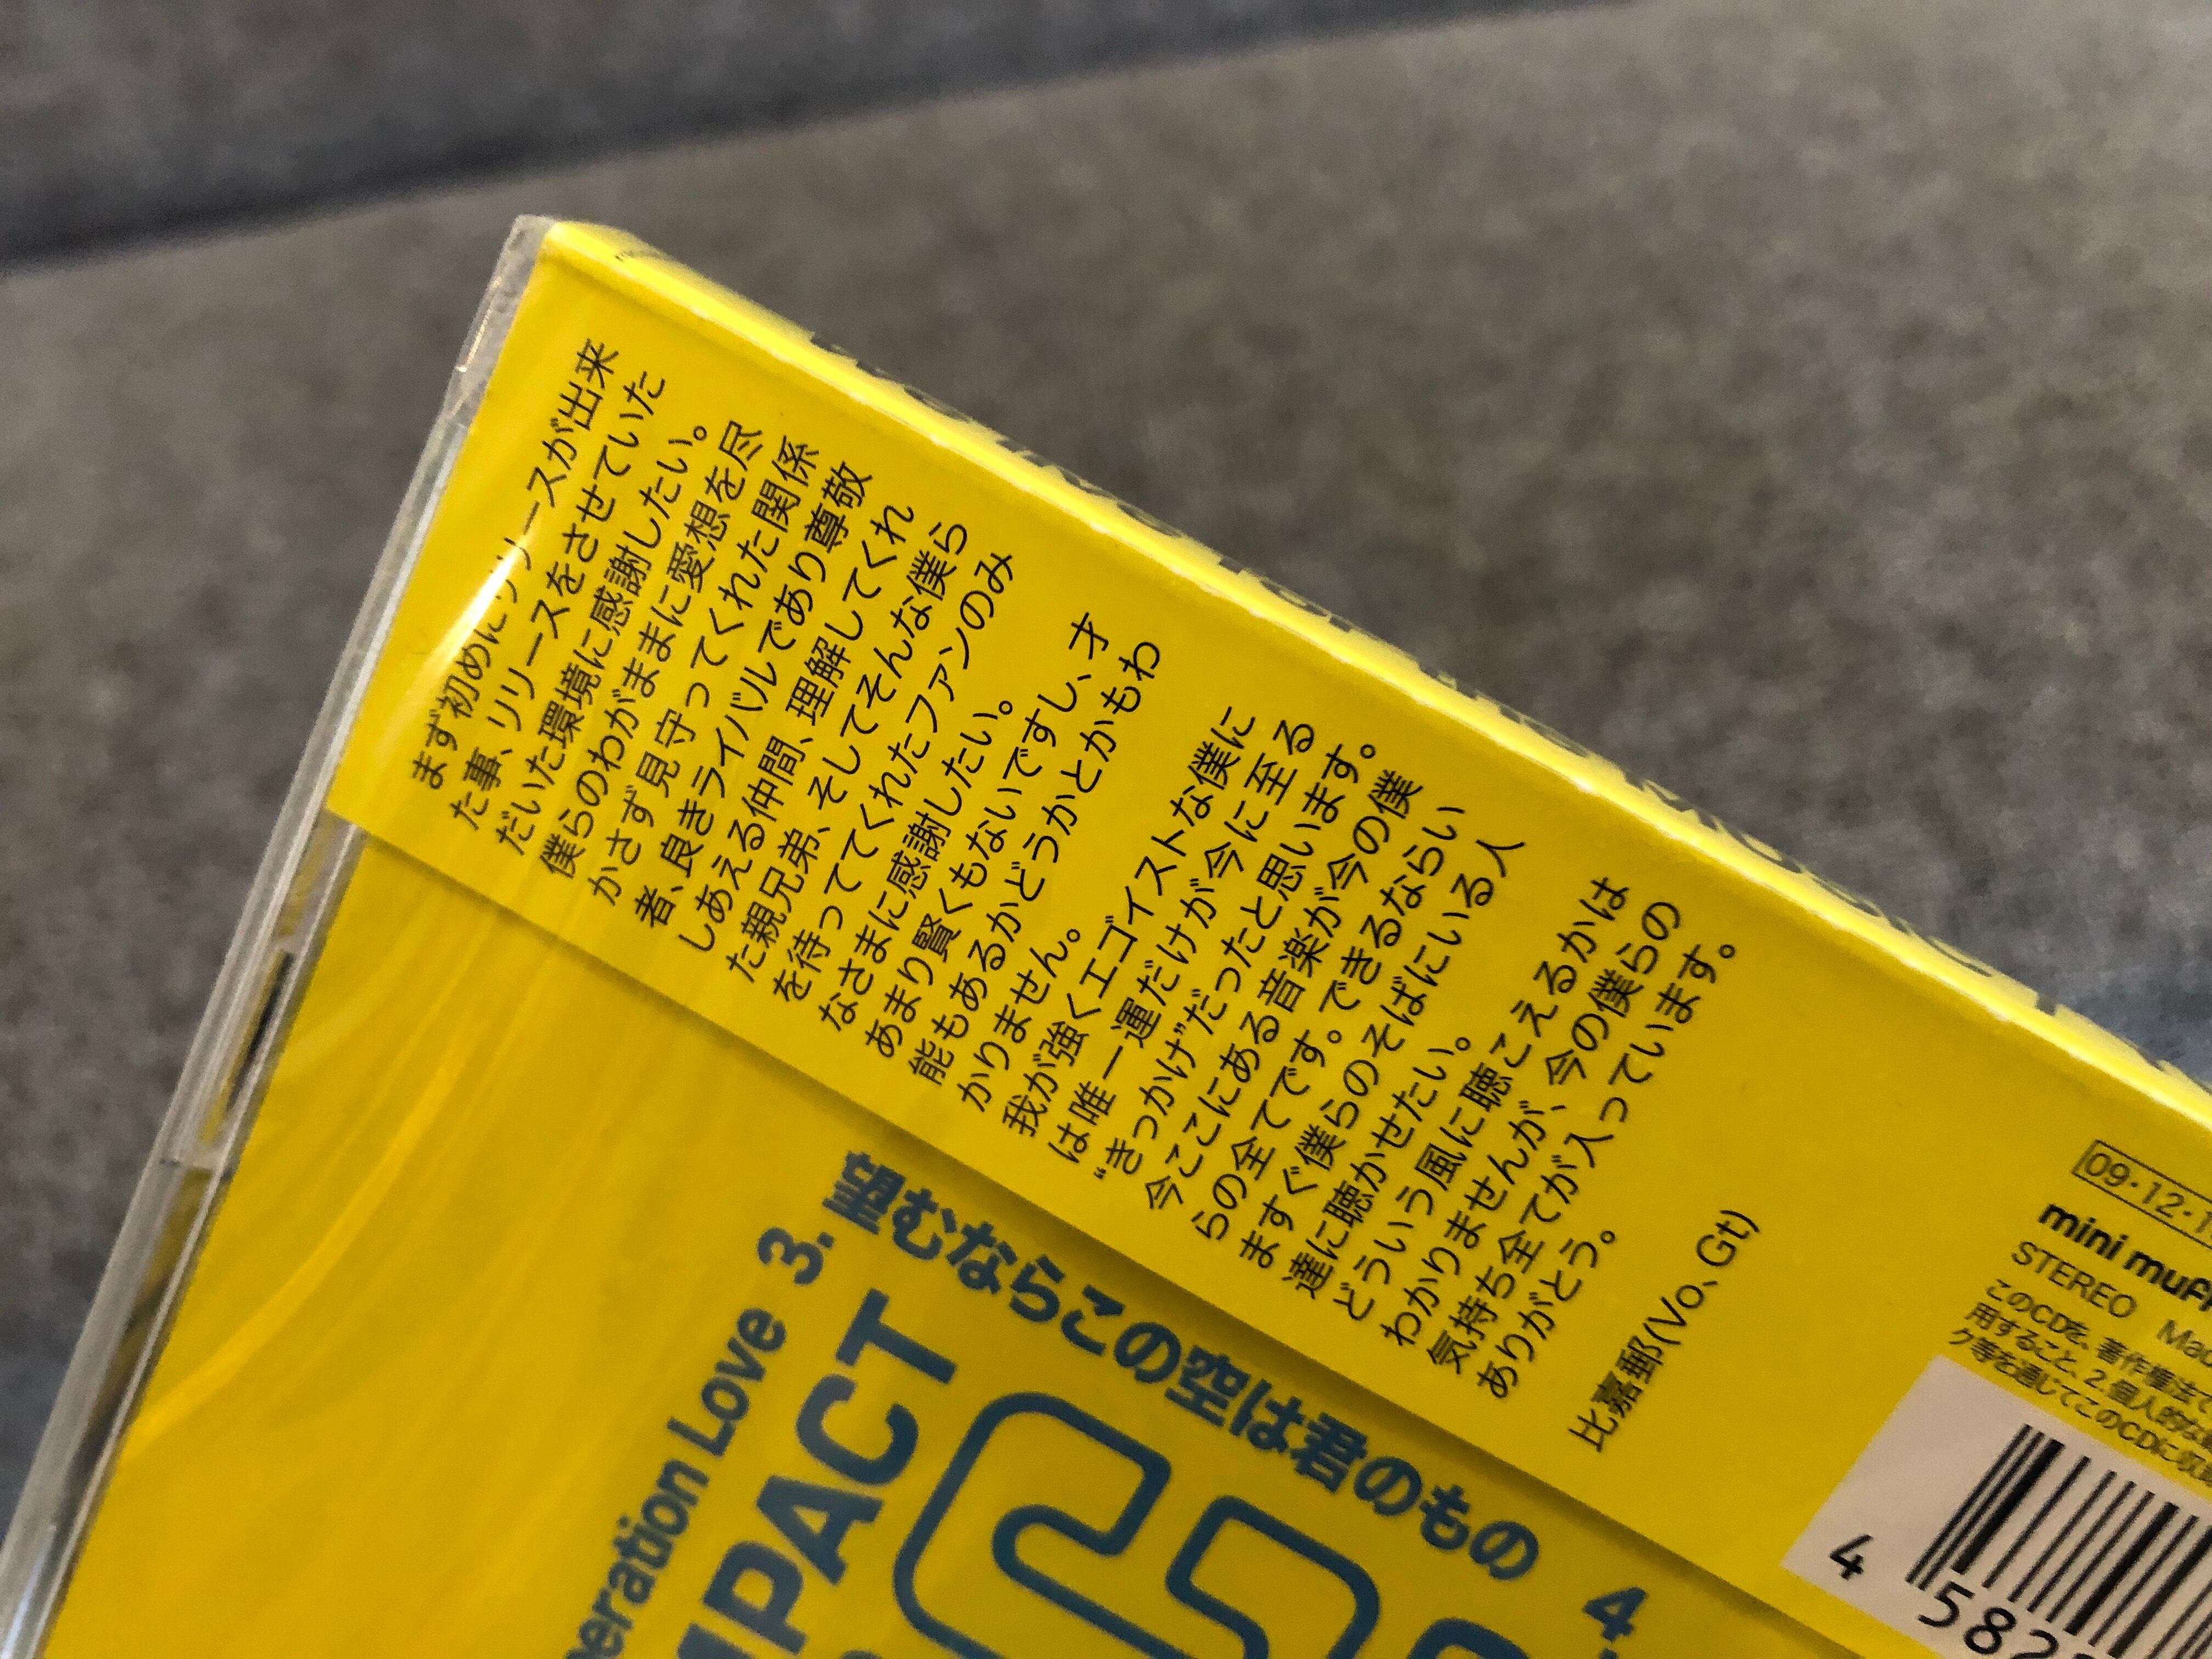 まず初めにリリースが出来
た事、リリースをさせていた
だいた環境に感謝したい。
僕らのわがままに愛想を尽
かさず見守ってくれた関係
者、良きライバルであり尊敬
しあえる仲間、理解してくれ
た親兄弟、そしてそんな僕ら
を待っててくれたファンのみ
なさまに感謝したい。
あまり賢くもないですし、才
能もあるかどうかとかもわ
かりません。
我が強くエゴイストな僕に
は唯一運だけが今に至る
“きっかけ”だったと思います。
今ここにある音楽が今の僕
らの全てです。できるならい
ますぐ僕らのそばにいる人
達に聴かせたい。
どういう風に聴こえるかは
わかりませんが、今の僕らの
気持ち全てが入っています。
ありがとう。
比嘉郵(Vo、Gt)
09・12・1
mini muff
STEREO Mad
このCDを、著作権法で
用すること、2.個人的な
ク等を通じてこのCDに収
4 582
eration Love 3. 望むならこの空は君のもの 4.
MPACT